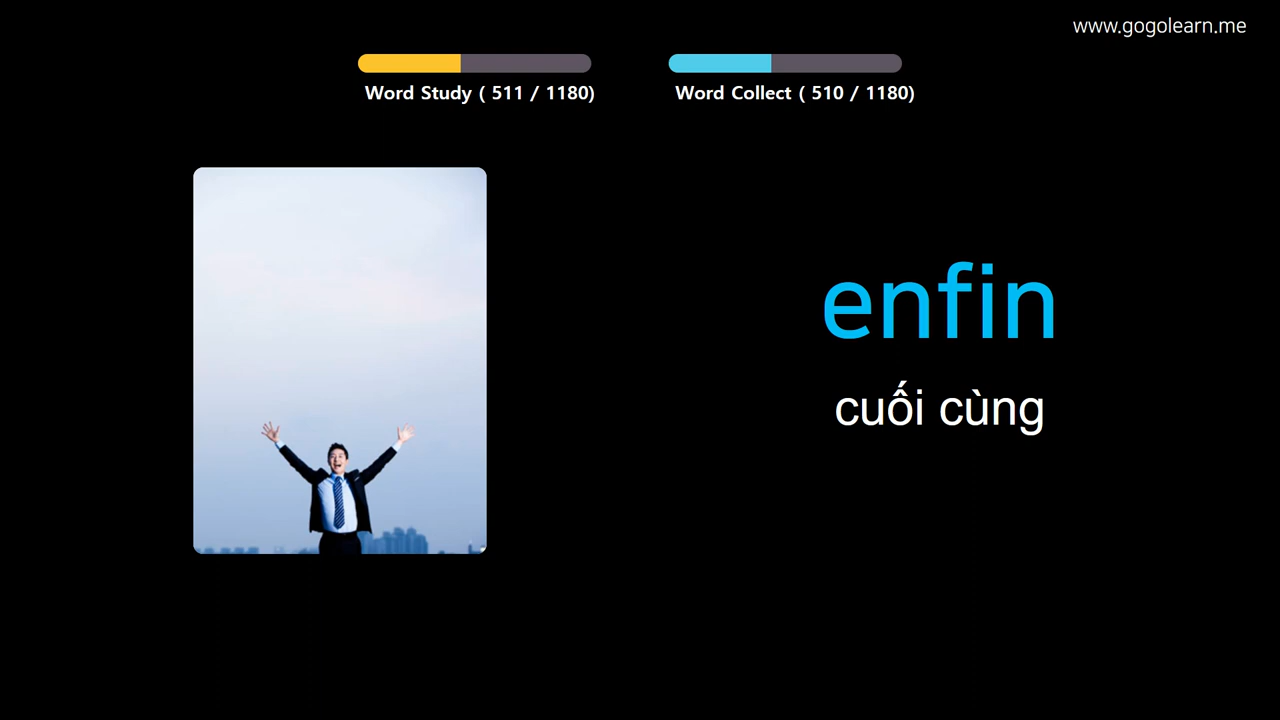 www.gogolearn.me
Word Study ( 511 / 1180)
Word Collect ( 510 / 1180)
enfin
cuối cùng